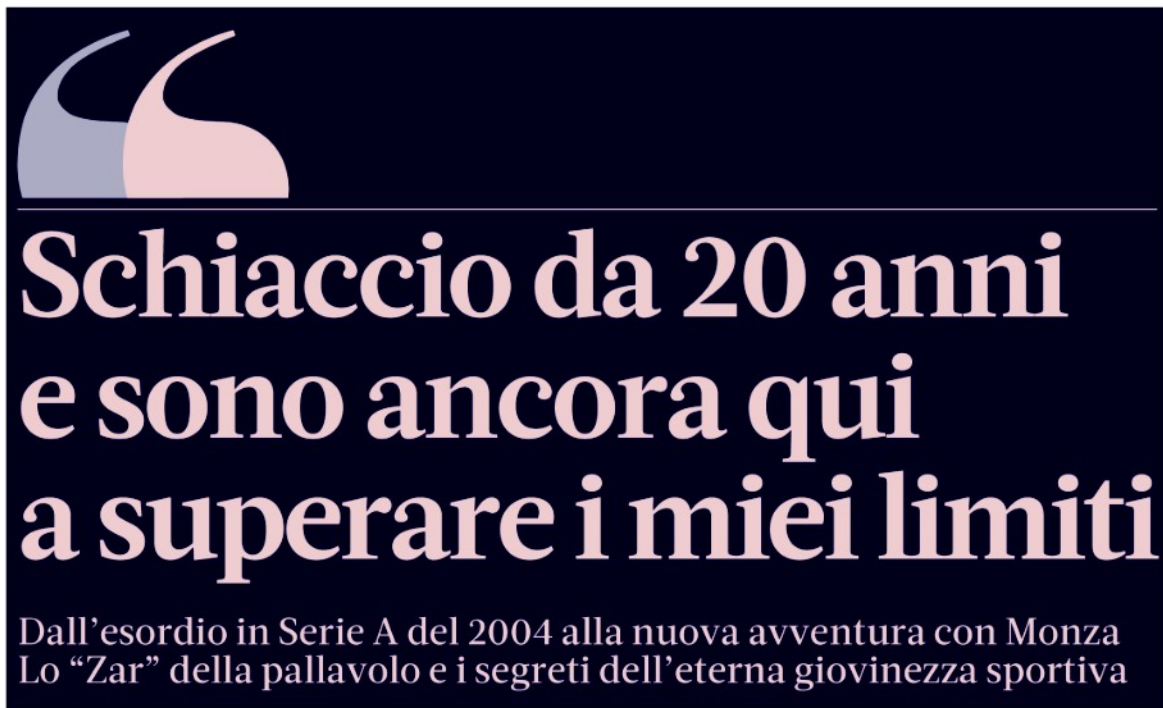 Schiaccio da 20 anni
e sono ancora qui
a superare i miei limiti
Dall’esordio in Serie A del 2004 alla nuova avventura con Monza
Lo “Zar” della pallavolo e i segreti dell’eterna giovinezza sportiva